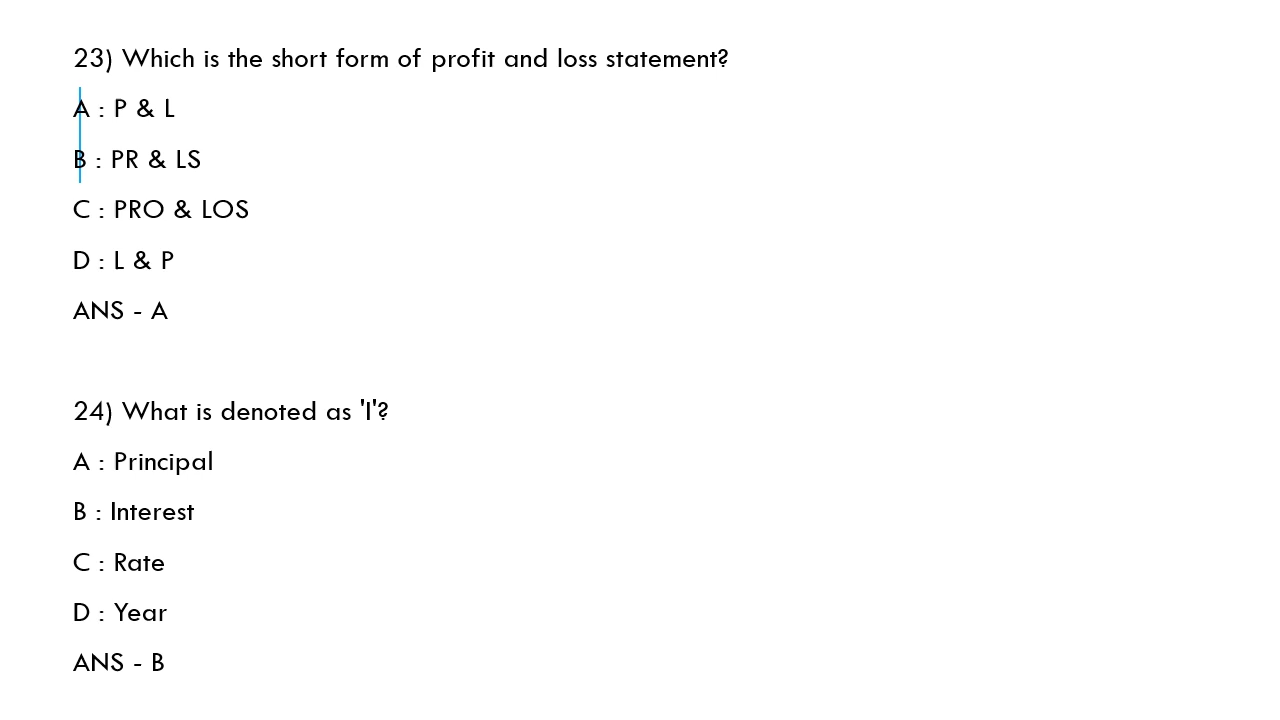 23) Which is the short form of profit and loss statement?
A : P & L
B : PR & LS
C : PRO & LOS
D : L & P
ANS - A
24) What is denoted as 'I'?
A : Principal
B : Interest
C : Rate
D : Year
ANS - B